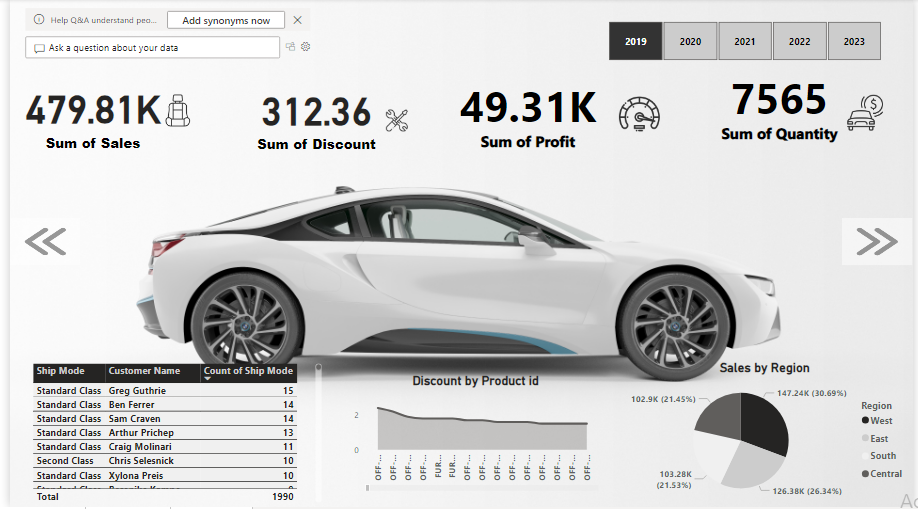 Help Q&A understand peo...
Add synonyms now
Ask a question about your data
2019 2020 2021 2022 2023
479.81K
Sum of Sales
312.36
Sum of Discount
49.31K
Sum of Profit
7565
Sum of Quantity
Ship Mode Customer Name Count of Ship Mode
Standard Class Greg Guthrie 15
Standard Class Ben Ferrer 14
Standard Class Sam Craven 14
Standard Class Arthur Prichep 13
Standard Class Craig Molinari 11
Second Class Chris Selesnick 10
Standard Class Xylona Preis 10
Total 1990
Discount by Product id
2
0
OFF-...
OFF-...
OFF-...
OFF-...
FUR...
FUR...
OFF-...
OFF-...
OFF-...
OFF-...
OFF-...
OFF-...
OFF-...
OFF-...
OFF-...
Sales by Region
147.24K (30.69%)
102.9K (21.45%)
103.28K
(21.53%)
126.38K (26.34%)
Region
West
East
South
Central